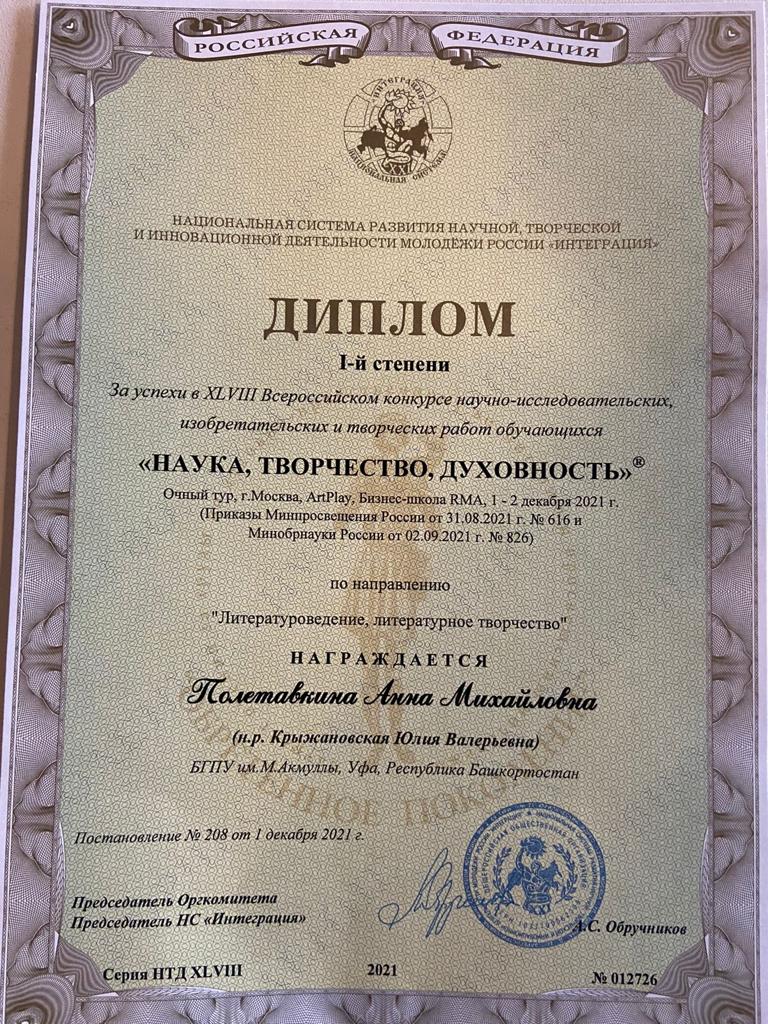 РОССИЙСКАЯ ФЕДЕРАЦИЯ
ИНТЕГРАЦИЯ
XXI
НАЦИОНАЛЬНАЯ СИСТЕМА
НАЦИОНАЛЬНАЯ СИСТЕМА РАЗВИТИЯ НАУЧНОЙ, ТВОРЧЕСКОЙ
И ИННОВАЦИОННОЙ ДЕЯТЕЛЬНОСТИ МОЛОДЁЖИ РОССИИ «ИНТЕГРАЦИЯ»
ДИПЛОМ
I-й степени
За успехи в XLVIII Всероссийском конкурсе научно-исследовательских,
изобретательских и творческих работ обучающихся
«НАУКА, ТВОРЧЕСТВО, ДУХОВНОСТЬ»®
Очный тур, г.Москва, ArtPlay, Бизнес-школа RMA, 1 - 2 декабря 2021 г.
(Приказы Минпросвещения России от 31.08.2021 г. № 616 и
Минобрнауки России от 02.09.2021 г. № 826)
по направлению
"Литературоведение, литературное творчество"
НАГРАЖДАЕТСЯ
Полетавкина Анна Михайловна
(н.р. Крыжановская Юлия Валерьевна)
БГПУ им.М.Акмуллы, Уфа, Республика Башкортостан
Постановление № 208 от 1 декабря 2021 г.
Председатель Оргкомитета
Председатель НС «Интеграция»
А.С. Обручников
Серия НТД XLVIII
2021
№ 012726